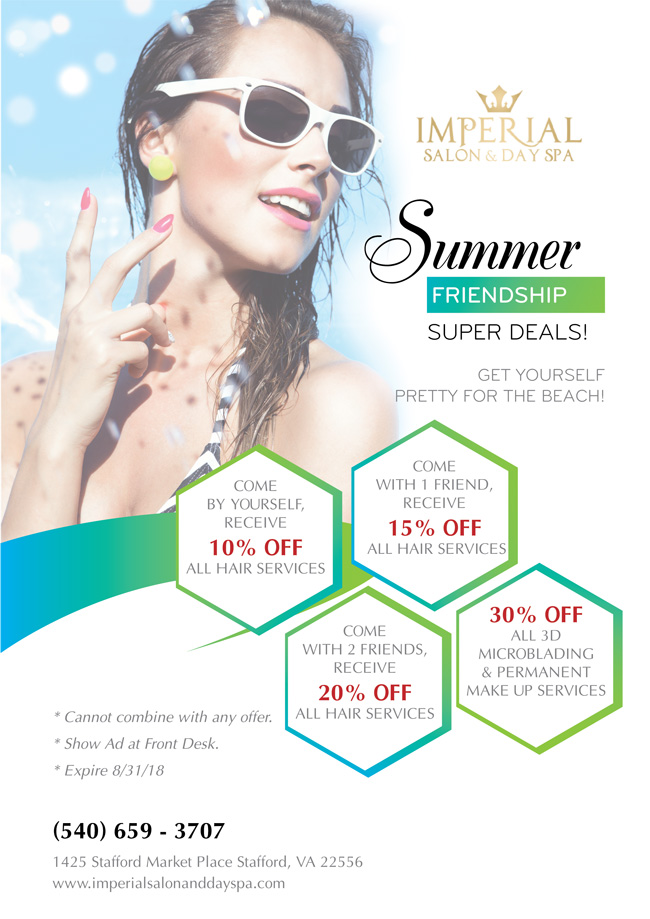 IMPERIAL
SALON & DAY SPA
Summer
FRIENDSHIP
SUPER DEALS!
GET YOURSELF
PRETTY FOR THE BEACH!
COME
BY YOURSELF,
RECEIVE
10% OFF
ALL HAIR SERVICES
COME
WITH 1 FRIEND,
RECEIVE
15% OFF
ALL HAIR SERVICES
COME
WITH 2 FRIENDS,
RECEIVE
20% OFF
ALL HAIR SERVICES
30% OFF
ALL 3D
MICROBLADING
& PERMANENT
MAKE UP SERVICES
* Cannot combine with any offer.
* Show Ad at Front Desk.
* Expire 8/31/18
(540) 659 - 3707
1425 Stafford Market Place Stafford, VA 22556
www.imperialsalonanddayspa.com